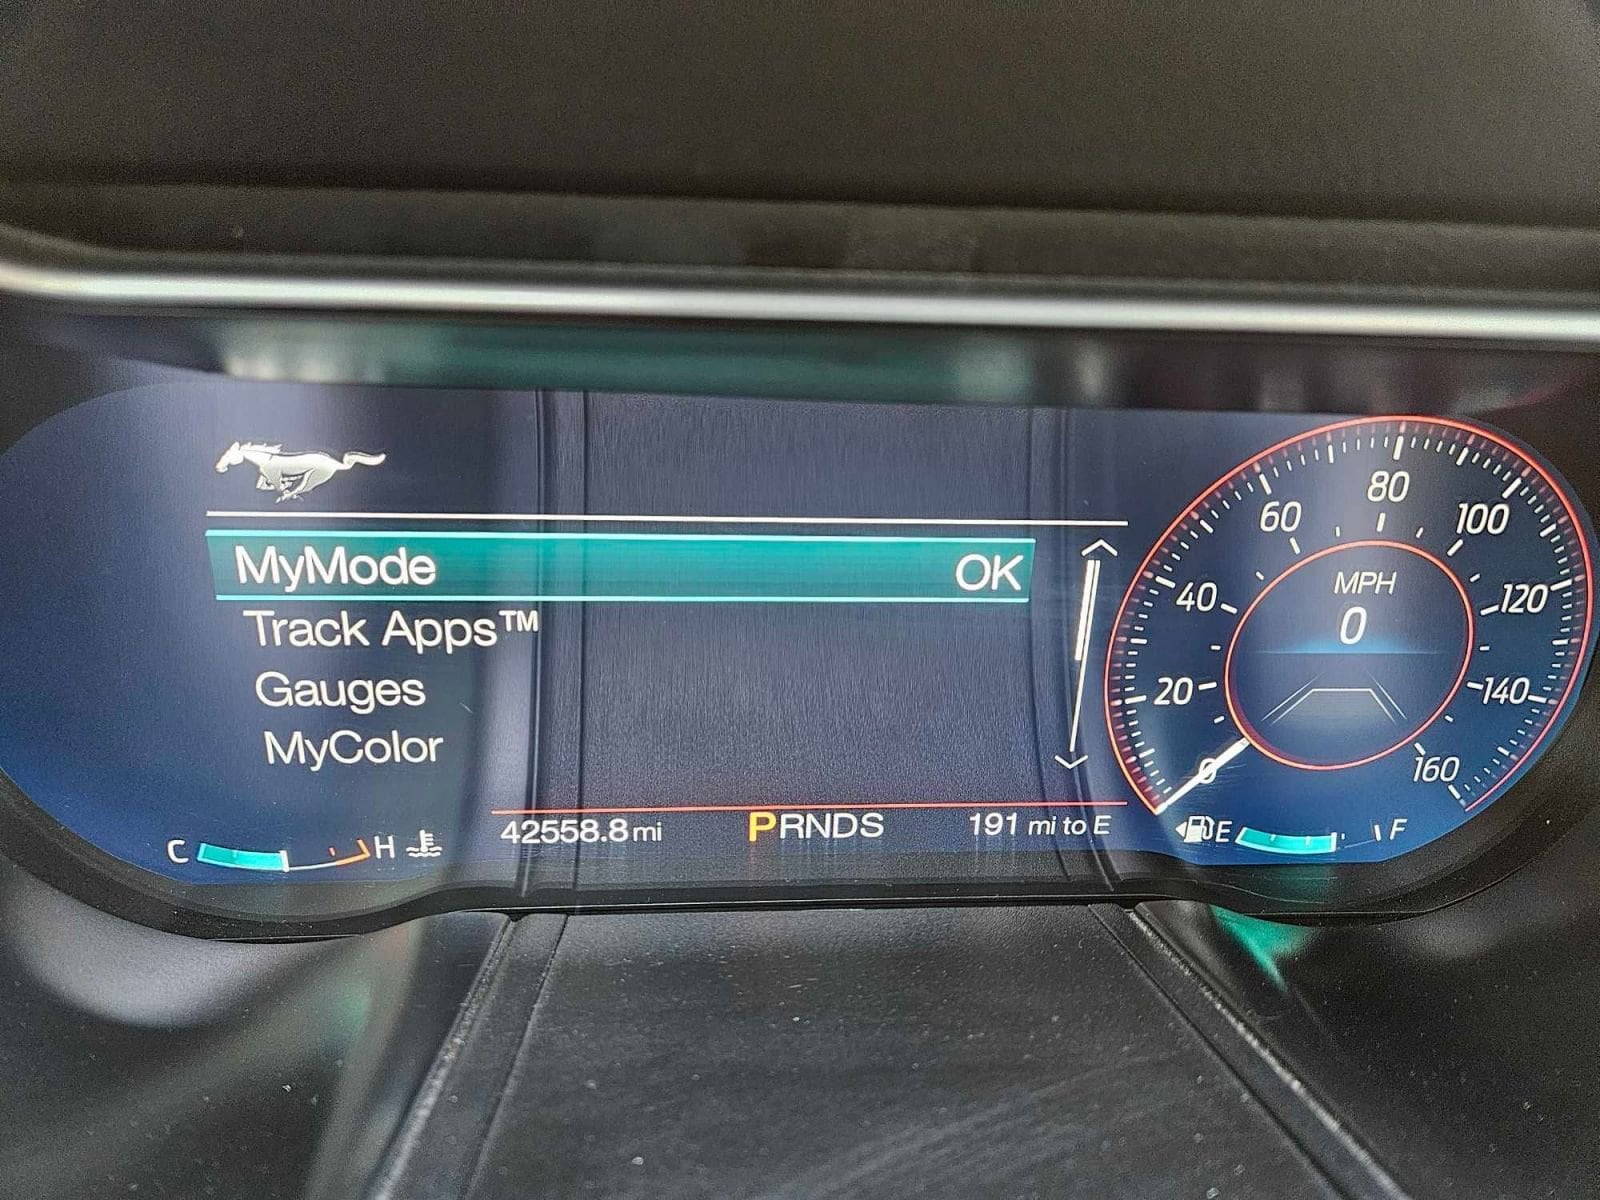 MyMode OK
Track Apps™
Gauges
MyColor
C H
42558.8 mi
PRNDS
191 mi to E
E F
MPH
0
0
20
40
60
80
100
120
140
160